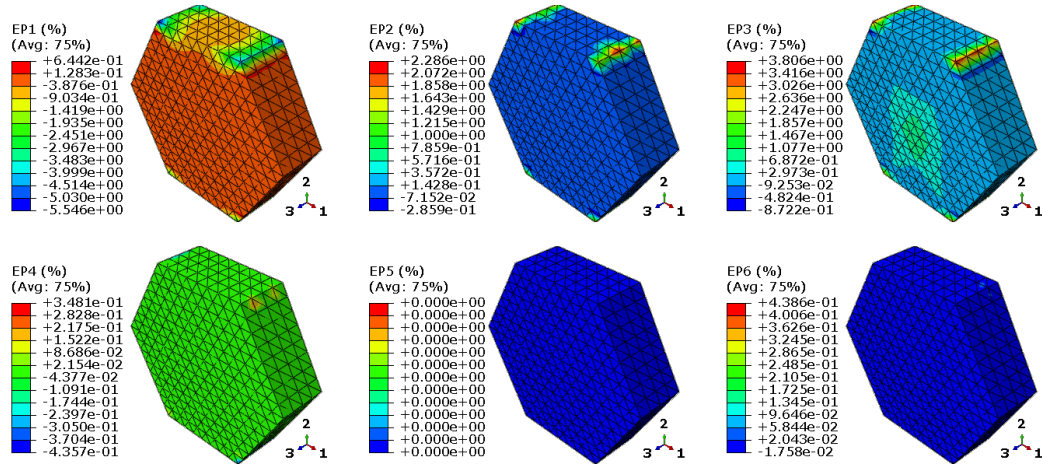 EP1 (%)
(Avg: 75%)
+6.442e-01
+1.283e-01
-3.876e-01
-9.034e-01
-1.419e+00
-1.935e+00
-2.451e+00
-2.967e+00
-3.483e+00
-3.999e+00
-4.514e+00
-5.030e+00
-5.546e+00
2
3
1
EP2 (%)
(Avg: 75%)
+2.286e+00
+2.072e+00
+1.858e+00
+1.643e+00
+1.429e+00
+1.215e+00
+1.000e+00
+7.859e-01
+5.716e-01
+3.572e-01
+1.428e-01
-7.152e-02
-2.859e-01
2
3
1
EP3 (%)
(Avg: 75%)
+3.806e+00
+3.416e+00
+3.026e+00
+2.636e+00
+2.247e+00
+1.857e+00
+1.467e+00
+1.077e+00
+6.872e-01
+2.973e-01
-9.253e-02
-4.824e-01
-8.722e-01
2
3
1
EP4 (%)
(Avg: 75%)
+3.481e-01
+2.828e-01
+2.175e-01
+1.522e-01
+8.686e-02
+2.154e-02
-4.377e-02
-1.091e-01
-1.744e-01
-2.397e-01
-3.050e-01
-3.704e-01
-4.357e-01
2
3
1
EP5 (%)
(Avg: 75%)
+0.000e+00
+0.000e+00
+0.000e+00
+0.000e+00
+0.000e+00
+0.000e+00
+0.000e+00
+0.000e+00
+0.000e+00
+0.000e+00
+0.000e+00
+0.000e+00
+0.000e+00
2
3
1
EP6 (%)
(Avg: 75%)
+4.386e-01
+4.006e-01
+3.626e-01
+3.245e-01
+2.865e-01
+2.485e-01
+2.105e-01
+1.725e-01
+1.345e-01
+9.646e-02
+5.844e-02
+2.043e-02
-1.758e-02
2
3
1